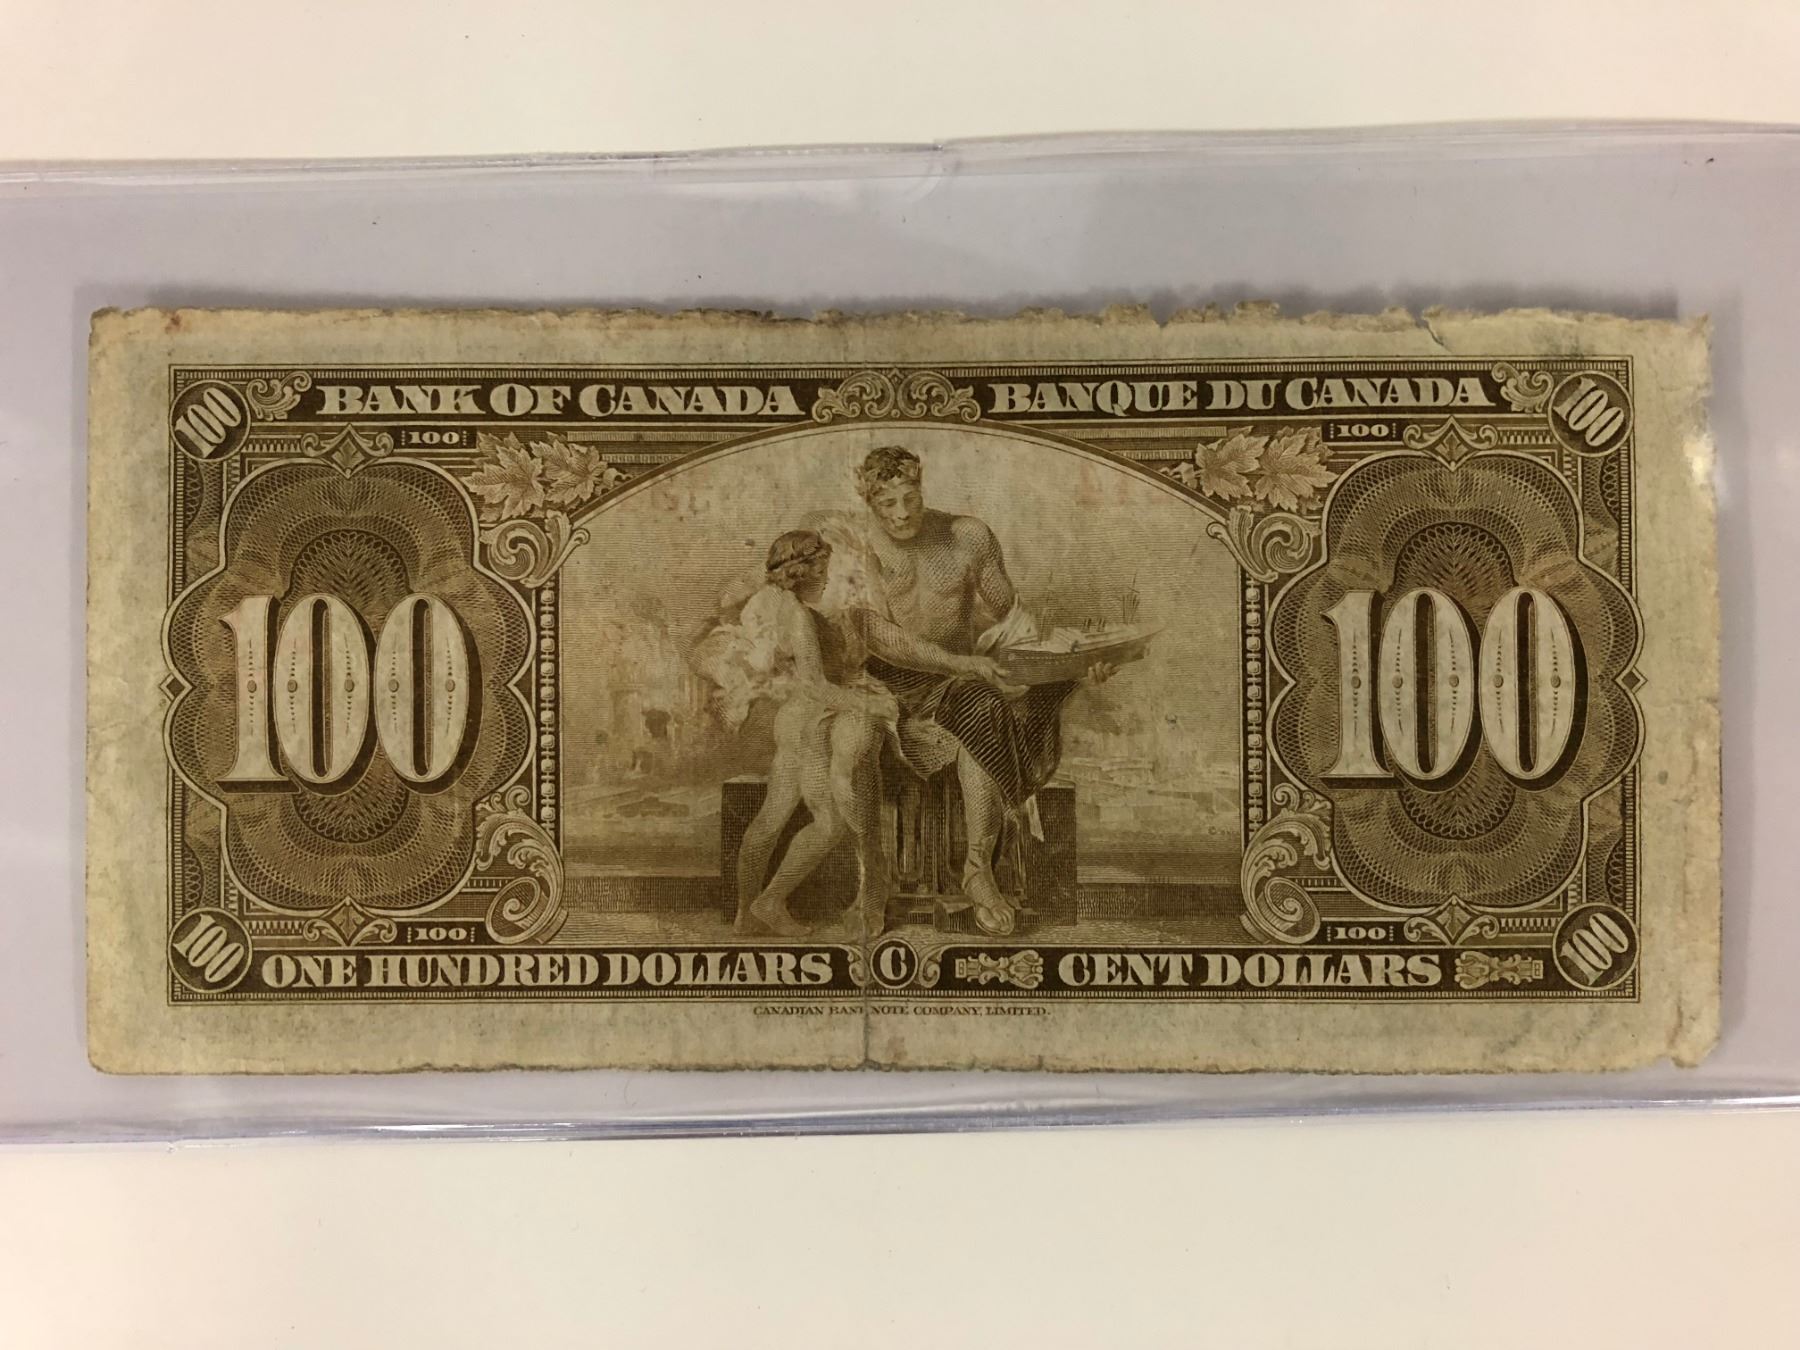 100 BANK OF CANADA BANQUE DU CANADA 100
100 100
100 100
100 100
100 ONE HUNDRED DOLLARS C CENT DOLLARS 100
CANADIAN BANK NOTE COMPANY, LIMITED.